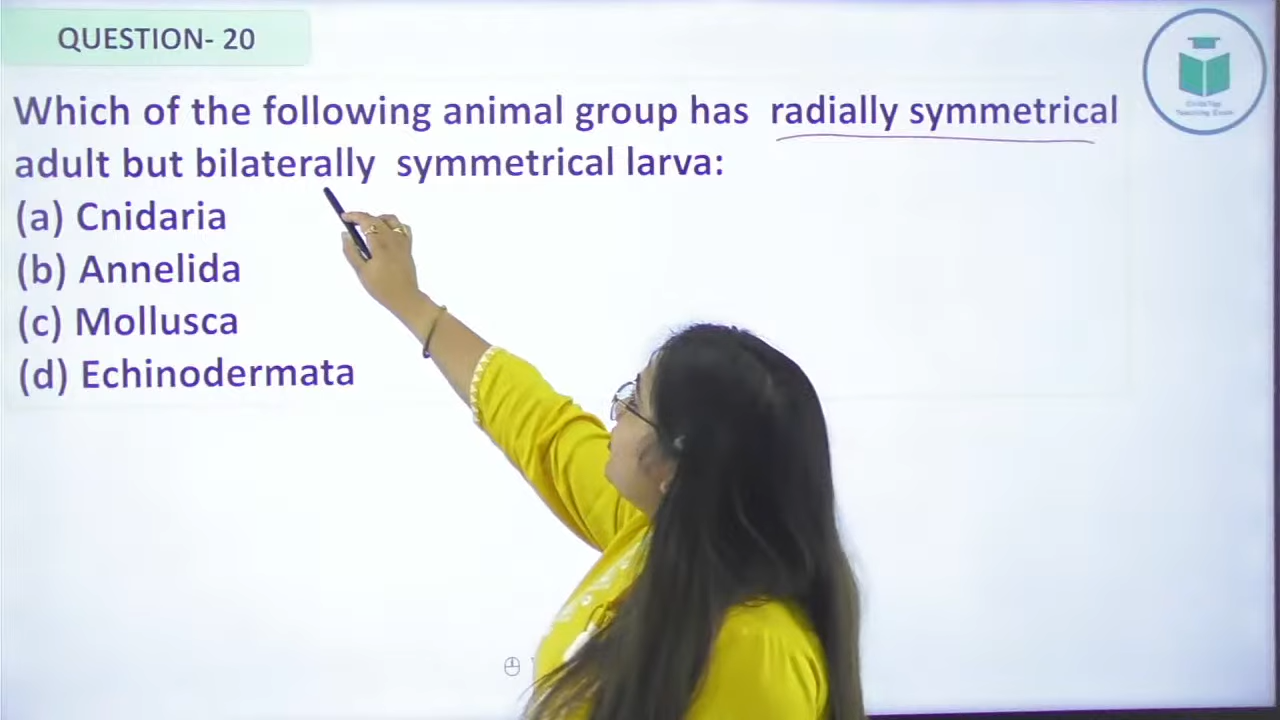 QUESTION- 20
Which of the following animal group has radially symmetrical
adult but bilaterally symmetrical larva:
(a) Cnidaria
(b) Annelida
(c) Mollusca
(d) Echinodermata